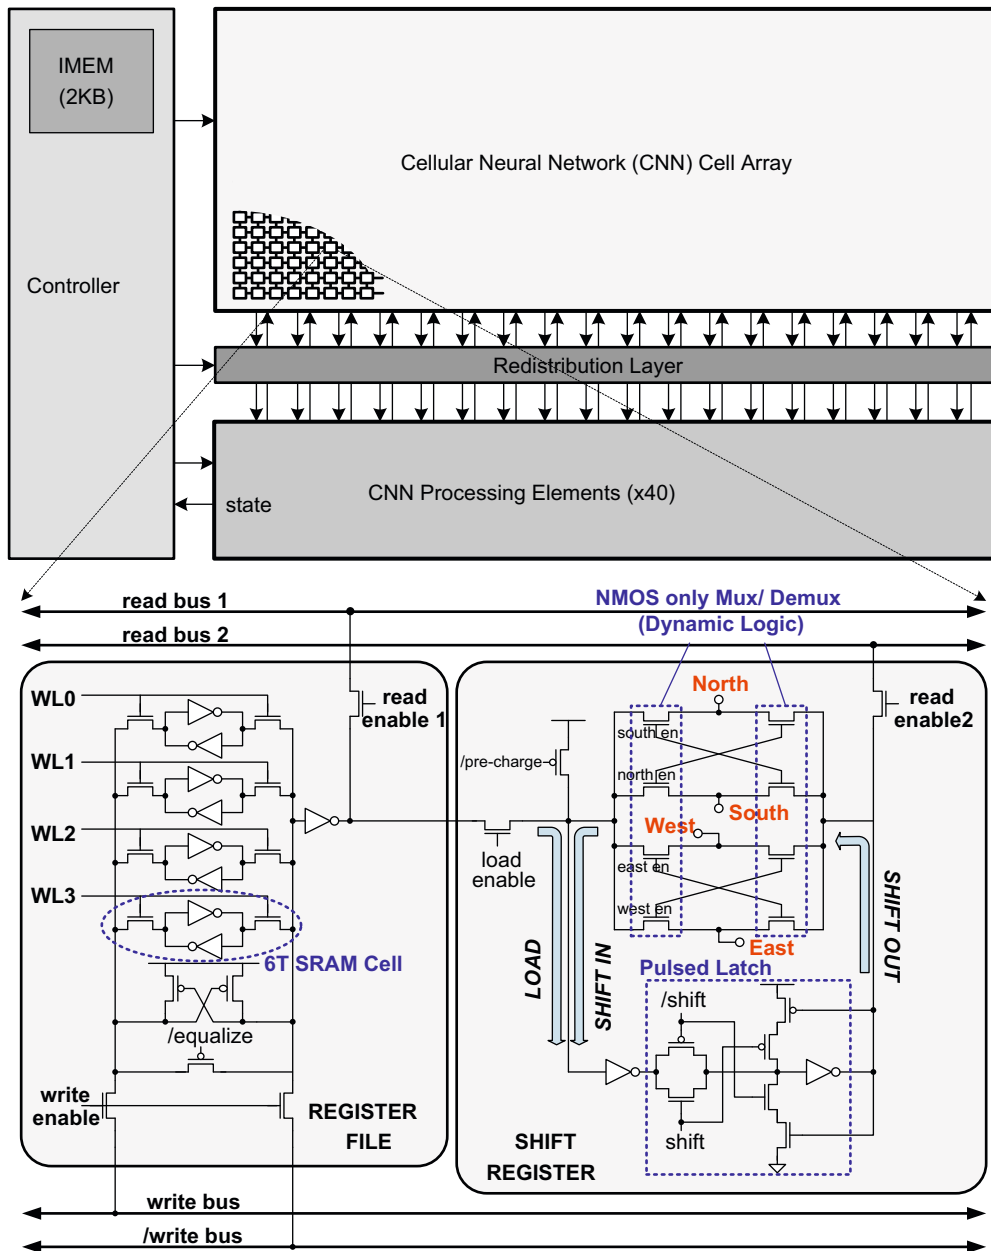 IMEM
(2KB)
Cellular Neural Network (CNN) Cell Array
Controller
Redistribution Layer
CNN Processing Elements (x40)
state
read bus 1
NMOS only Mux/ Demux
(Dynamic Logic)
read bus 2
WL0
read
enable 1
North
read
enable2
south en
/pre-charge
WL1
north en
South
West
WL2
load
enable
east en
WL3
west en
East
6T SRAM Cell
LOAD
SHIFT IN
SHIFT OUT
Pulsed Latch
/equalize
/shift
write
enable
REGISTER
FILE
shift
SHIFT
REGISTER
write bus
/write bus